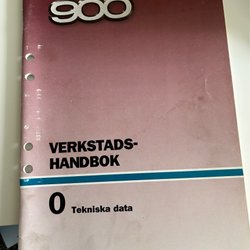 900
VERKSTADS-
HANDBOK
0 Tekniska data